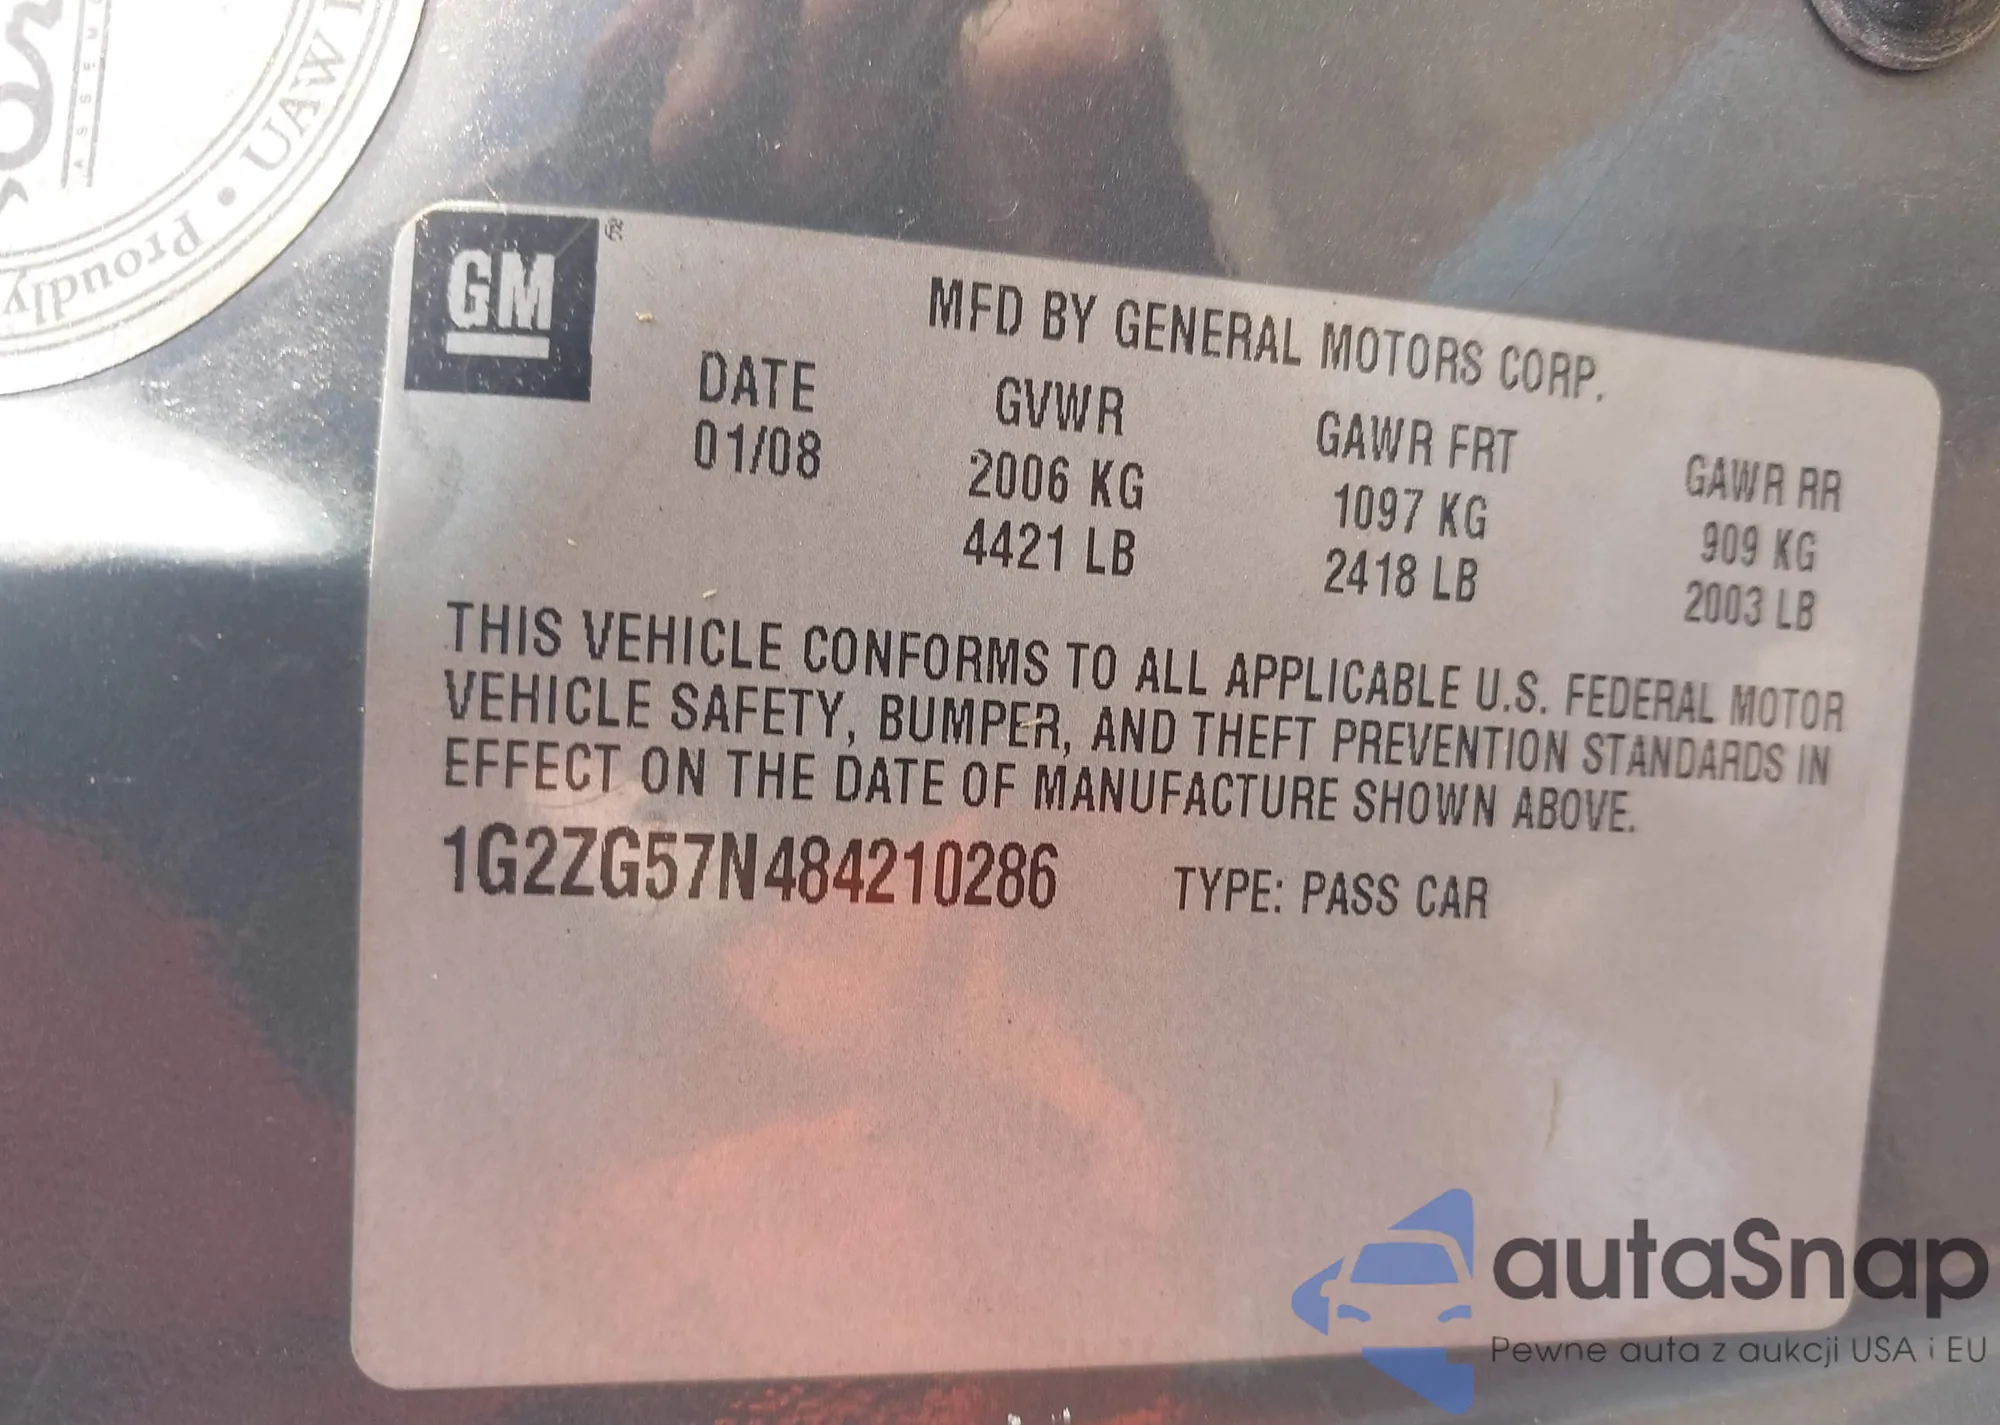 ASSEM
UAW
Proudly
GM
®
MFD BY GENERAL MOTORS CORP.
DATE GVWR GAWR FRT GAWR RR
01/08 2006 KG 1097 KG 909 KG
4421 LB 2418 LB 2003 LB
THIS VEHICLE CONFORMS TO ALL APPLICABLE U.S. FEDERAL MOTOR
VEHICLE SAFETY, BUMPER, AND THEFT PREVENTION STANDARDS IN
EFFECT ON THE DATE OF MANUFACTURE SHOWN ABOVE.
1G2ZG57N484210286 TYPE: PASS CAR
autaSnap
Pewne auta z aukcji USA i EU